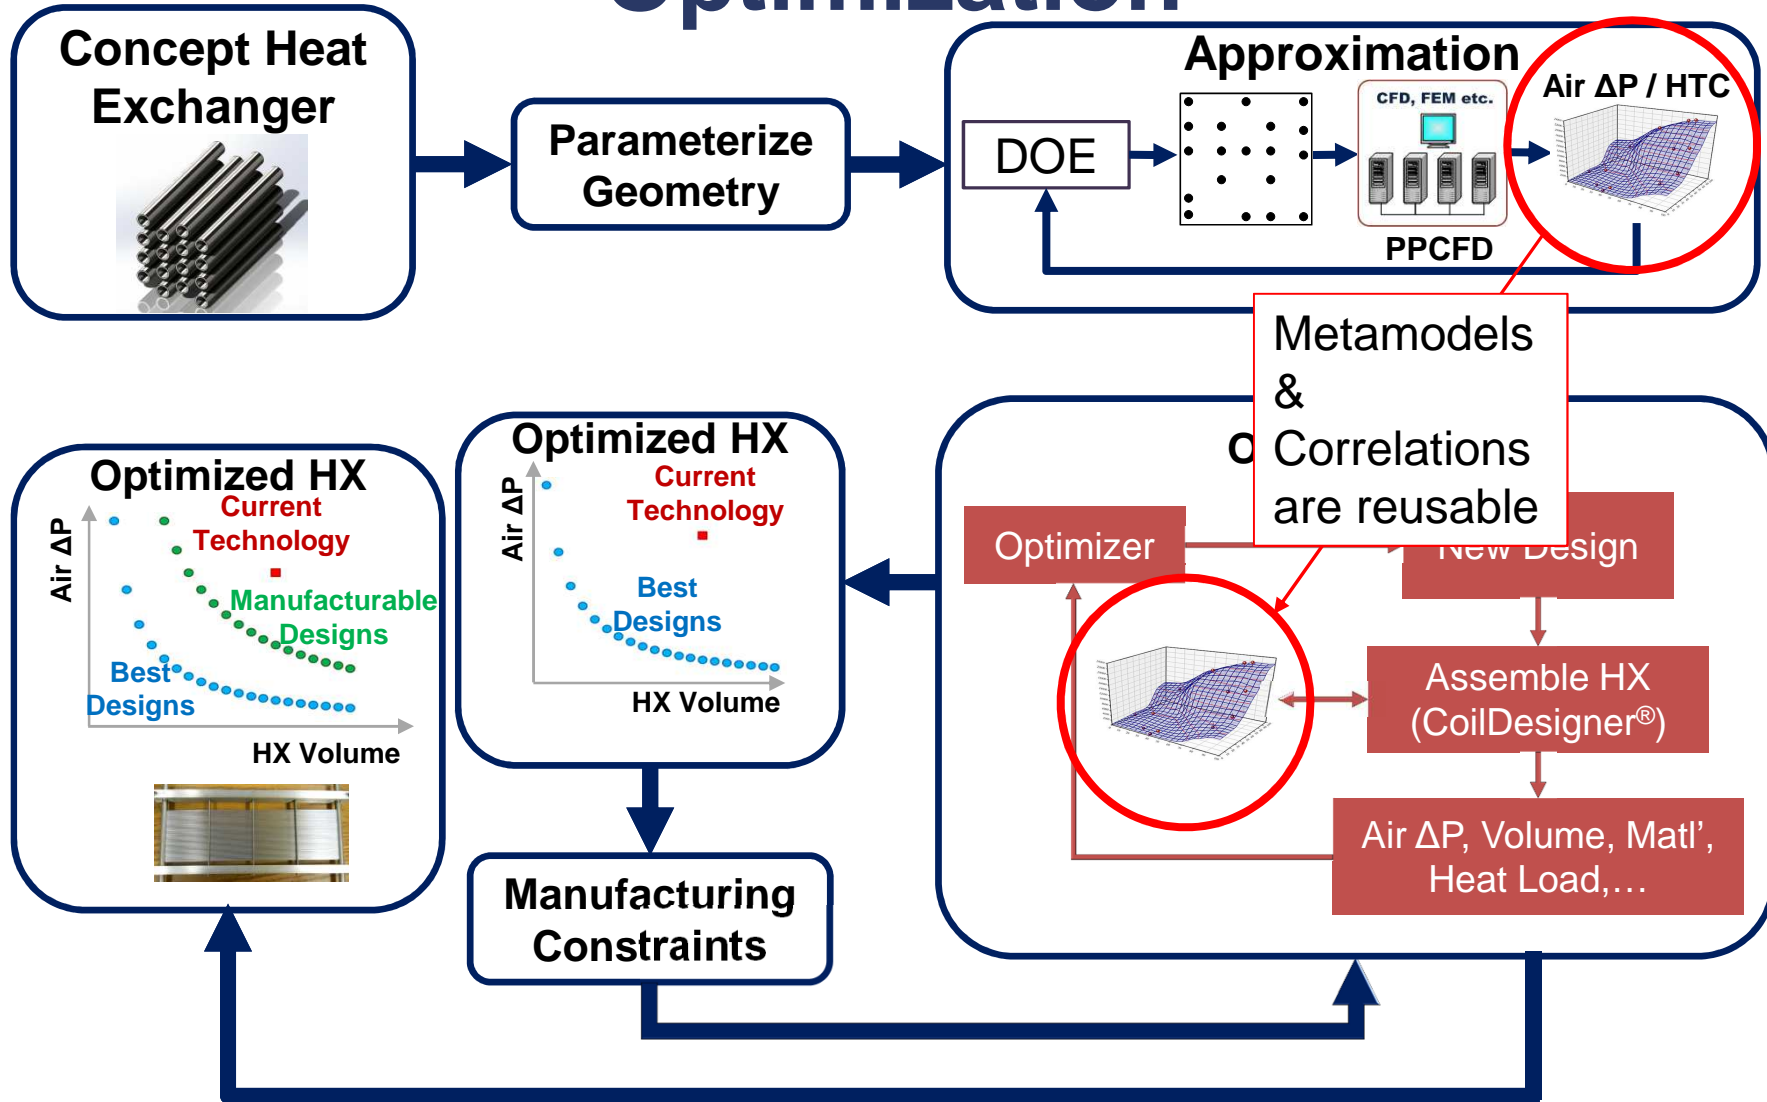 Optimization
Concept Heat
Exchanger
Parameterize
Geometry
Approximation
DOE
CFD, FEM etc.
PPCFD
Air ΔP / HTC
Metamodels
&
Correlations
are reusable
Optimized HX
Current
Technology
Manufacturable
Designs
Best
Designs
Air ΔP
HX Volume
Optimized HX
Current
Technology
Best
Designs
Air ΔP
HX Volume
Manufacturing
Constraints
O
Optimizer
New Design
Assemble HX
(CoilDesigner®)
Air ΔP, Volume, Matl’,
Heat Load,…